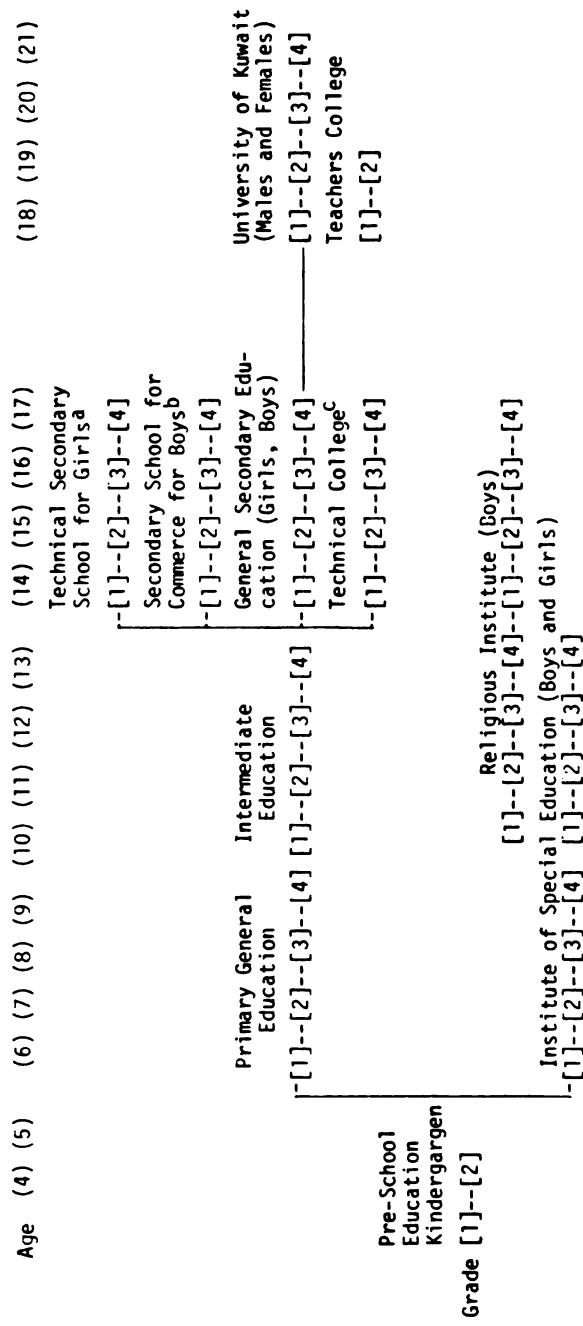 Age (4) (5) (6) (7) (8) (9) (10) (11) (12) (13) (14) (15) (16) (17) (18) (19) (20) (21)
Technical Secondary
School for Girlsa
-[1]--[2]--[3]--[4]
Secondary School for
Commerce for Boysb
-[1]--[2]--[3]--[4]
Primary General
Education
-[1]--[2]--[3]--[4]
Intermediate
Education
[1]--[2]--[3]--[4]
General Secondary Edu-
cation (Girls, Boys)
-[1]--[2]--[3]--[4]
University of Kuwait
(Males and Females)
[1]--[2]--[3]--[4]
Technical Collegec
-[1]--[2]--[3]--[4]
Teachers College
[1]--[2]
Pre-School
Education
Kindergargen
Grade [1]--[2]
Religious Institute (Boys)
[1]--[2]--[3]--[4]--[1]--[2]--[3]--[4]
Institute of Special Education (Boys and Girls)
-[1]--[2]--[3]--[4] [1]--[2]--[3]--[4]